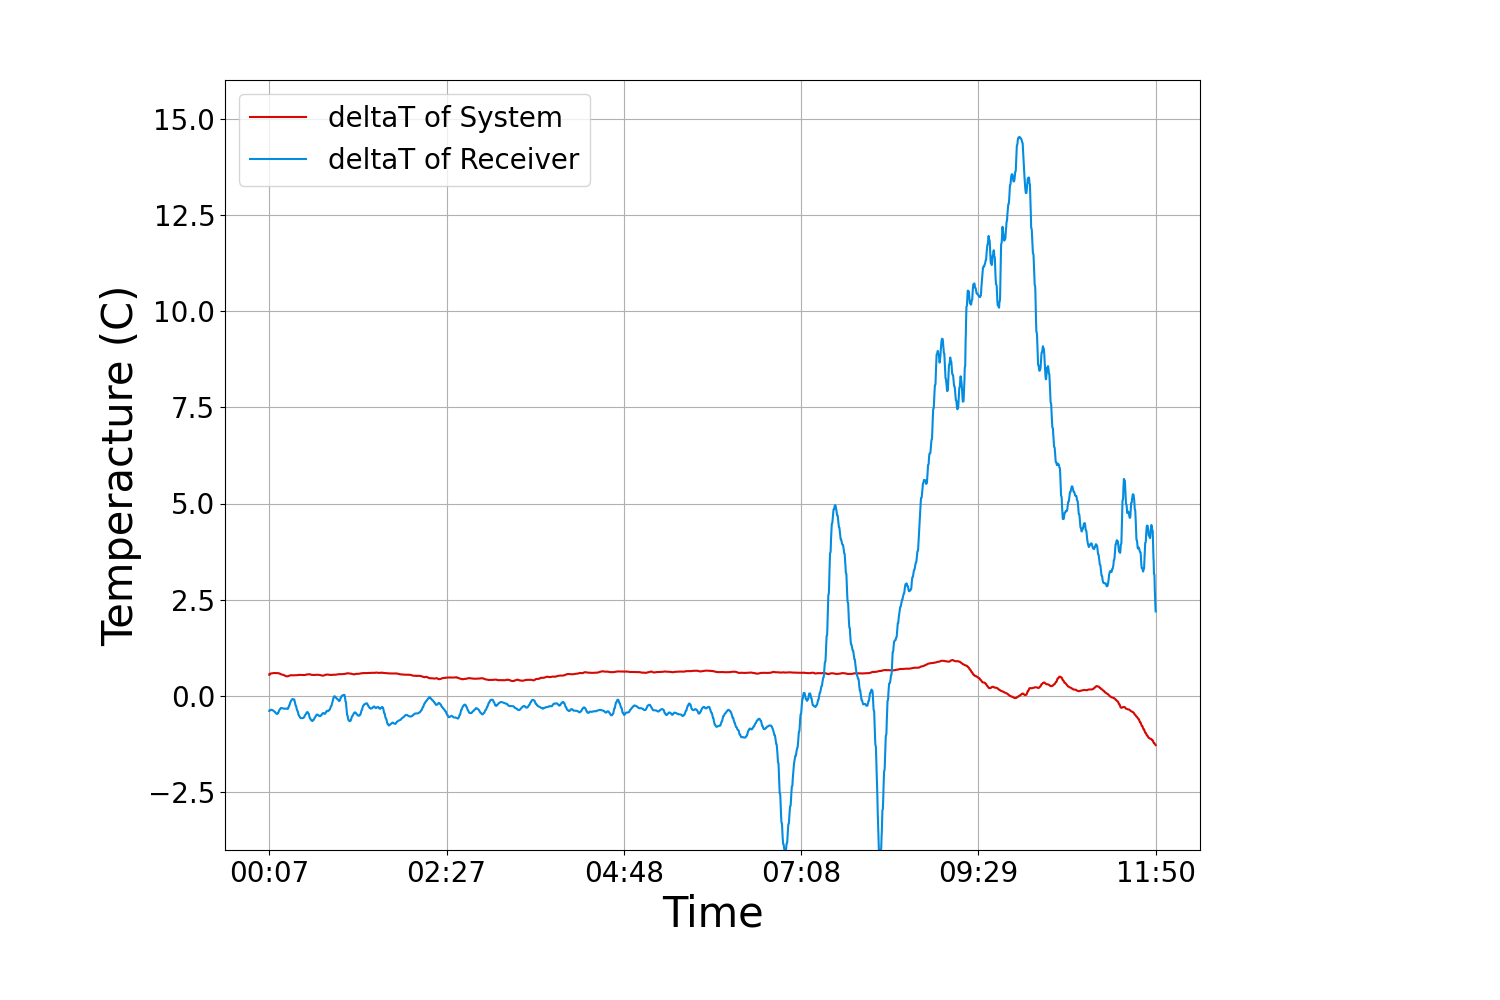 deltaT of System
deltaT of Receiver
15.0
12.5
10.0
7.5
5.0
2.5
0.0
−2.5
Temperacture (C)
00:07 02:27 04:48 07:08 09:29 11:50
Time